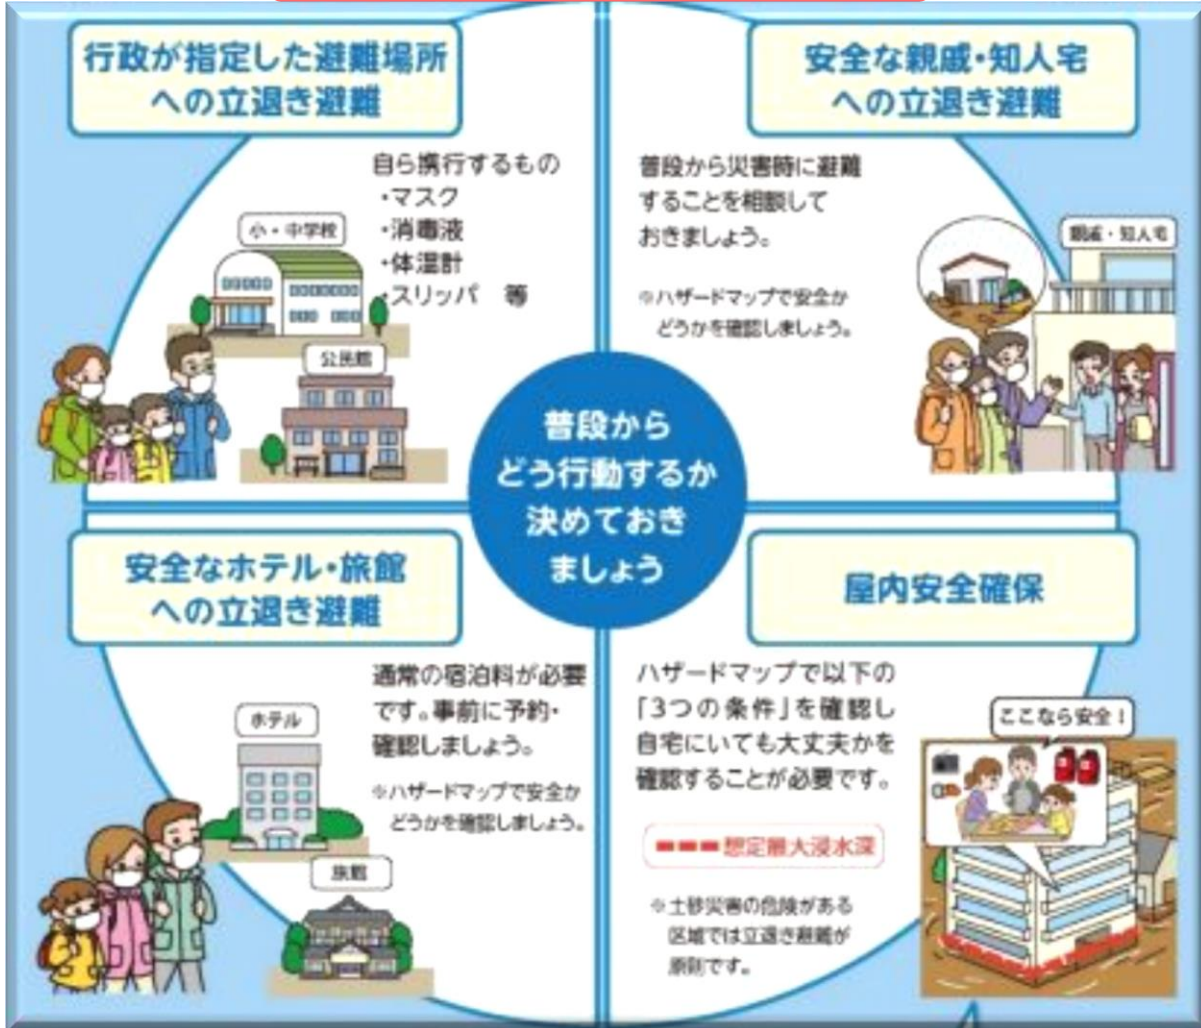 行政が指定した避難場所
への立退き避難
自ら携行するもの
・マスク
・消毒液
・体温計
・スリッパ 等
小・中学校
公民館
安全な親戚・知人宅
への立退き避難
普段から災害時に避難
することを相談して
おきましょう。
※ハザードマップで安全か
どうかを確認しましょう。
親戚・知人宅
普段から
どう行動するか
決めておき
ましょう
安全なホテル・旅館
への立退き避難
通常の宿泊料が必要
です。事前に予約・
確認しましょう。
※ハザードマップで安全か
どうかを確認しましょう。
ホテル
旅館
屋内安全確保
ハザードマップで以下の
「3つの条件」を確認し
自宅にいても大丈夫かを
確認することが必要です。
想定最大浸水深
※土砂災害の危険がある
区域では立退き避難が
原則です。
ここなら安全！